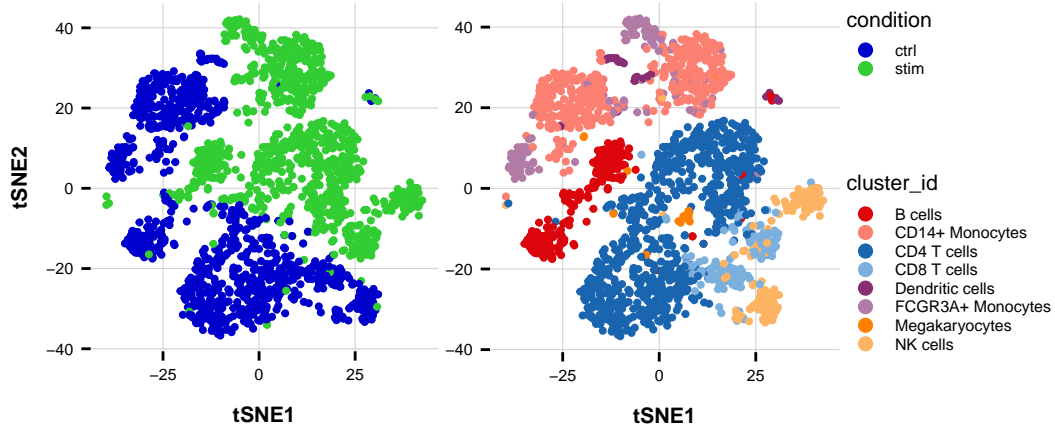 condition
ctrl
stim
cluster_id
B cells
CD14+ Monocytes
CD4 T cells
CD8 T cells
Dendritic cells
FCGR3A+ Monocytes
Megakaryocytes
NK cells
tSNE2
40
20
0
−20
−40
−25
0
25
tSNE1
40
20
0
−20
−40
−25
0
25
tSNE1